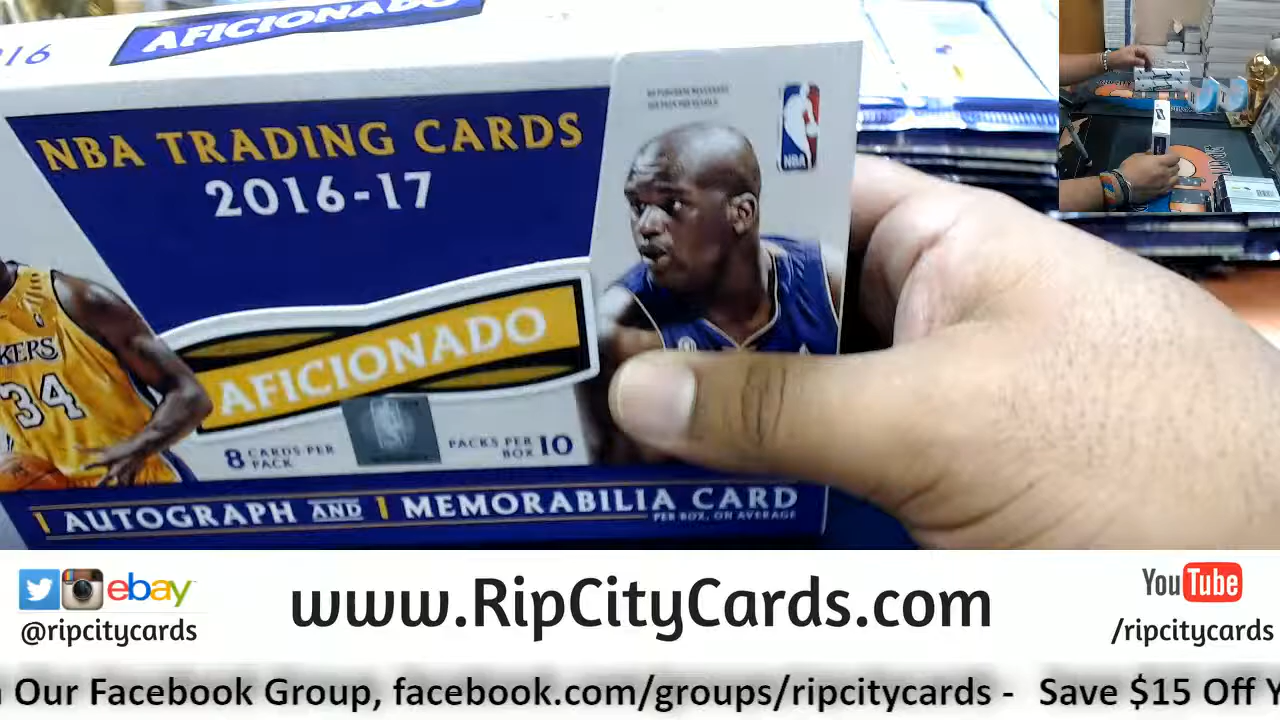 AFICIONADO
16
NBA TRADING CARDS
2016-17
NBA
KERS
34
AFICIONADO
8 CARDS PER PACK
PACKS PER BOX 10
1 AUTOGRAPH AND 1 MEMORABILIA CARD
PER BOX, ON AVERAGE
ebay
@ripcitycards
www.RipCityCards.com
YouTube
/ripcitycards
Our Facebook Group, facebook.com/groups/ripcitycards - Save $15 Off Y